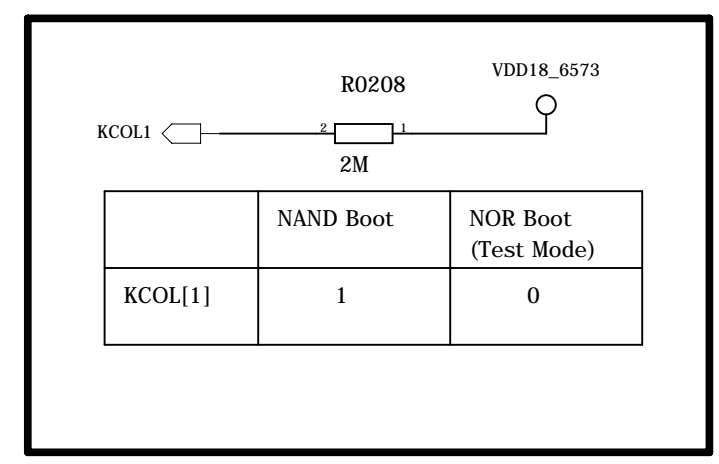 VDD18_6573
R0208
KCOL1
2 1
2M
NAND Boot NOR Boot
(Test Mode)
KCOL[1] 1 0